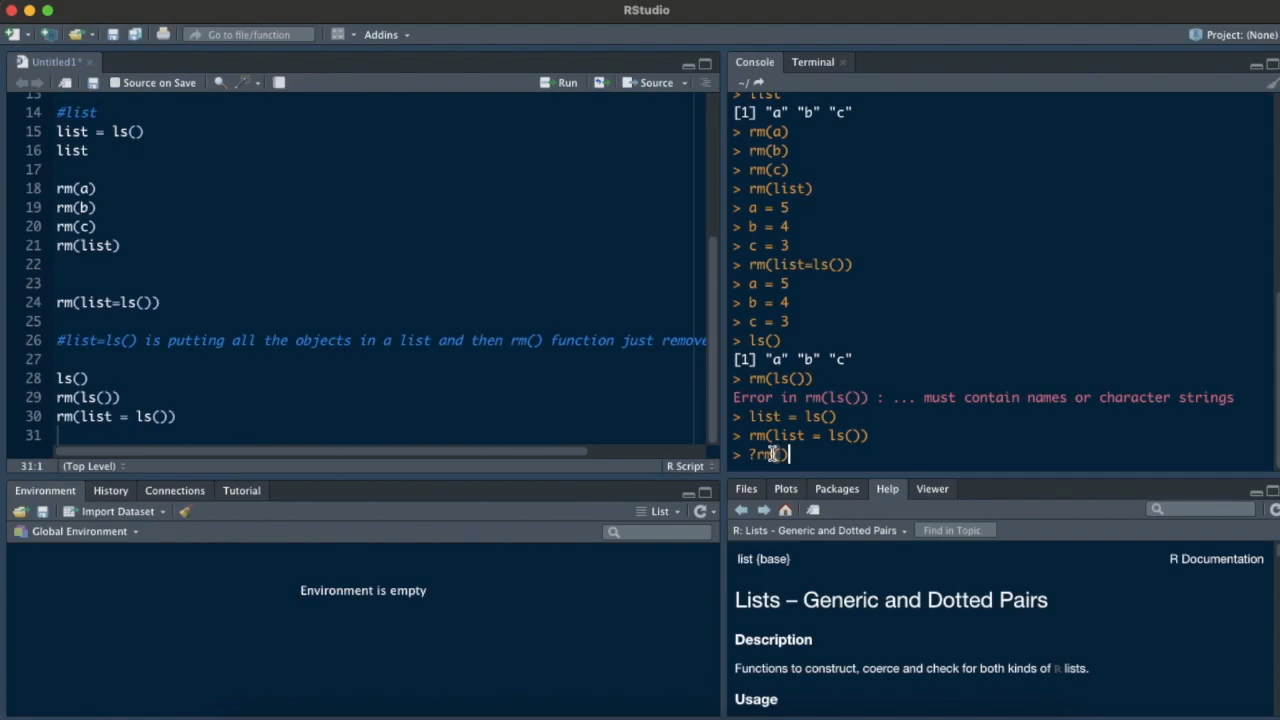 RStudio
Go to file/function
Addins
Project: (None)
Untitled1*
Source on Save
Run
Source
13
14 #list
15 list = ls()
16 list
17
18 rm(a)
19 rm(b)
20 rm(c)
21 rm(list)
22
23
24 rm(list=ls())
25
26 #list=ls() is putting all the objects in a list and then rm() function just remove
27
28 ls()
29 rm(ls())
30 rm(list = ls())
31
31:1 (Top Level)
R Script
Console Terminal
~/
> list
[1] "a" "b" "c"
> rm(a)
> rm(b)
> rm(c)
> rm(list)
> a = 5
> b = 4
> c = 3
> rm(list=ls())
> a = 5
> b = 4
> c = 3
> ls()
[1] "a" "b" "c"
> rm(ls())
Error in rm(ls()) : ... must contain names or character strings
> list = ls()
> rm(list = ls())
> ?rm()
Environment History Connections Tutorial
Import Dataset
List
Global Environment
Environment is empty
Files Plots Packages Help Viewer
R: Lists - Generic and Dotted Pairs
Find in Topic
list {base}
R Documentation
Lists – Generic and Dotted Pairs
Description
Functions to construct, coerce and check for both kinds of R lists.
Usage